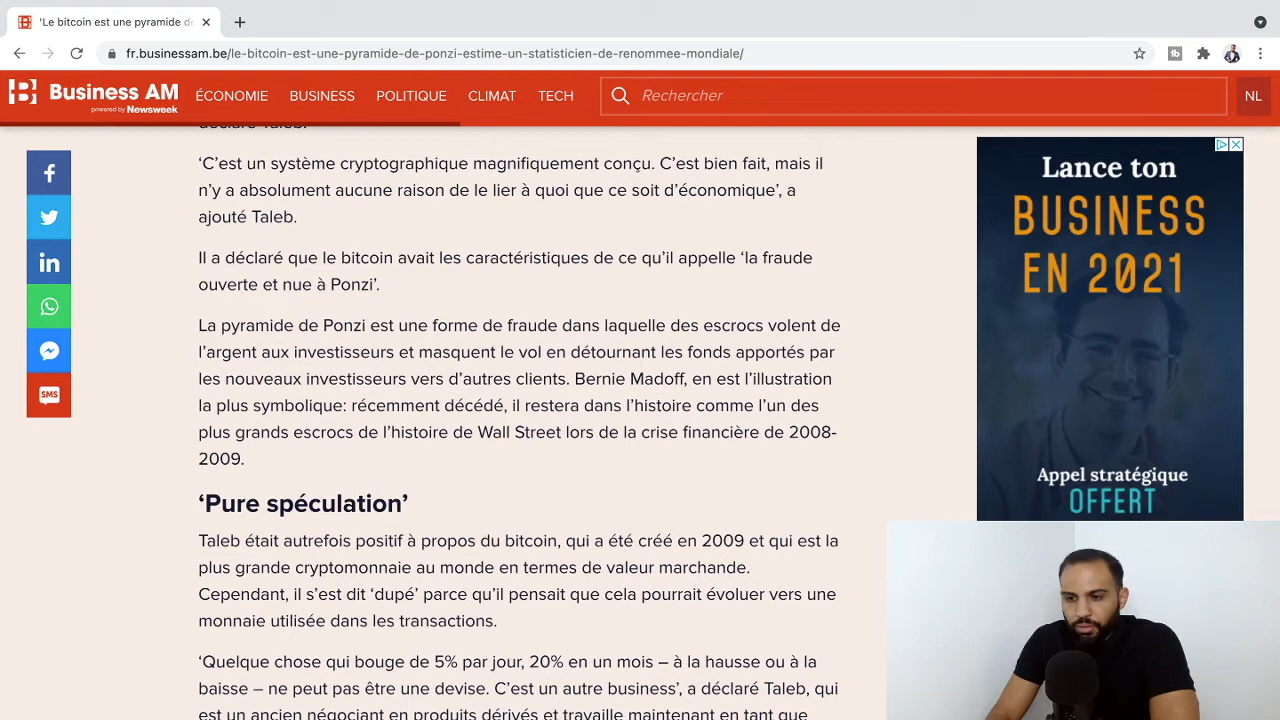 'Le bitcoin est une pyramide de
fr.businessam.be/le-bitcoin-est-une-pyramide-de-ponzi-estime-un-statisticien-de-renommee-mondiale/
Business AM
powered by Newsweek
ÉCONOMIE BUSINESS POLITIQUE CLIMAT TECH
Rechercher
NL
déclaré Taleb.
‘C’est un système cryptographique magnifiquement conçu. C’est bien fait, mais il
n’y a absolument aucune raison de le lier à quoi que ce soit d’économique’, a
ajouté Taleb.
Il a déclaré que le bitcoin avait les caractéristiques de ce qu’il appelle ‘la fraude
ouverte et nue à Ponzi’.
La pyramide de Ponzi est une forme de fraude dans laquelle des escrocs volent de
l’argent aux investisseurs et masquent le vol en détournant les fonds apportés par
les nouveaux investisseurs vers d’autres clients. Bernie Madoff, en est l’illustration
la plus symbolique: récemment décédé, il restera dans l’histoire comme l’un des
plus grands escrocs de l’histoire de Wall Street lors de la crise financière de 2008-
2009.
‘Pure spéculation’
Taleb était autrefois positif à propos du bitcoin, qui a été créé en 2009 et qui est la
plus grande cryptomonnaie au monde en termes de valeur marchande.
Cependant, il s’est dit ‘dupé’ parce qu’il pensait que cela pourrait évoluer vers une
monnaie utilisée dans les transactions.
‘Quelque chose qui bouge de 5% par jour, 20% en un mois – à la hausse ou à la
baisse – ne peut pas être une devise. C’est un autre business’, a déclaré Taleb, qui
est un ancien négociant en produits dérivés et travaille maintenant en tant que
SMS
Lance ton
BUSINESS
EN 2021
Appel stratégique
OFFERT